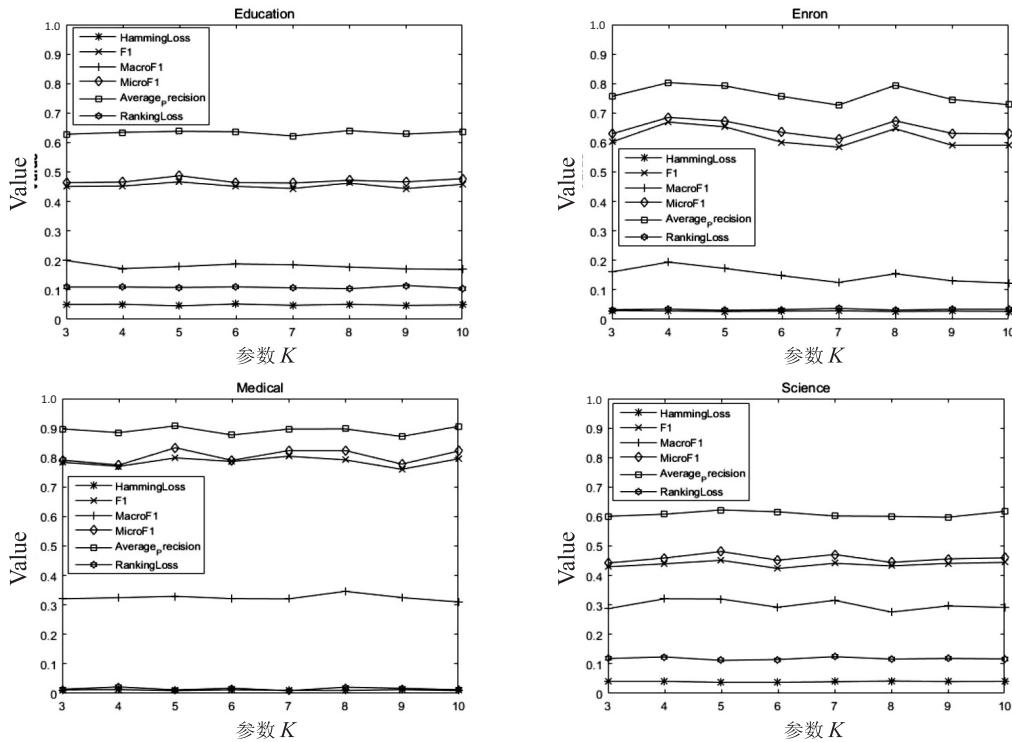 Education
1.0
0.9
0.8
0.7
0.6
0.5
0.4
0.3
0.2
0.1
0
HammingLoss
F1
MacroF1
MicroF1
Average_precision
RankingLoss
Value
3 4 5 6 7 8 9 10
参数 K
Enron
1.0
0.9
0.8
0.7
0.6
0.5
0.4
0.3
0.2
0.1
0
HammingLoss
F1
MacroF1
MicroF1
Average_precision
RankingLoss
Value
3 4 5 6 7 8 9 10
参数 K
Medical
1.0
0.9
0.8
0.7
0.6
0.5
0.4
0.3
0.2
0.1
0
HammingLoss
F1
MacroF1
MicroF1
Average_precision
RankingLoss
Value
3 4 5 6 7 8 9 10
参数 K
Science
1.0
0.9
0.8
0.7
0.6
0.5
0.4
0.3
0.2
0.1
0
HammingLoss
F1
MacroF1
MicroF1
Average_precision
RankingLoss
Value
3 4 5 6 7 8 9 10
参数 K